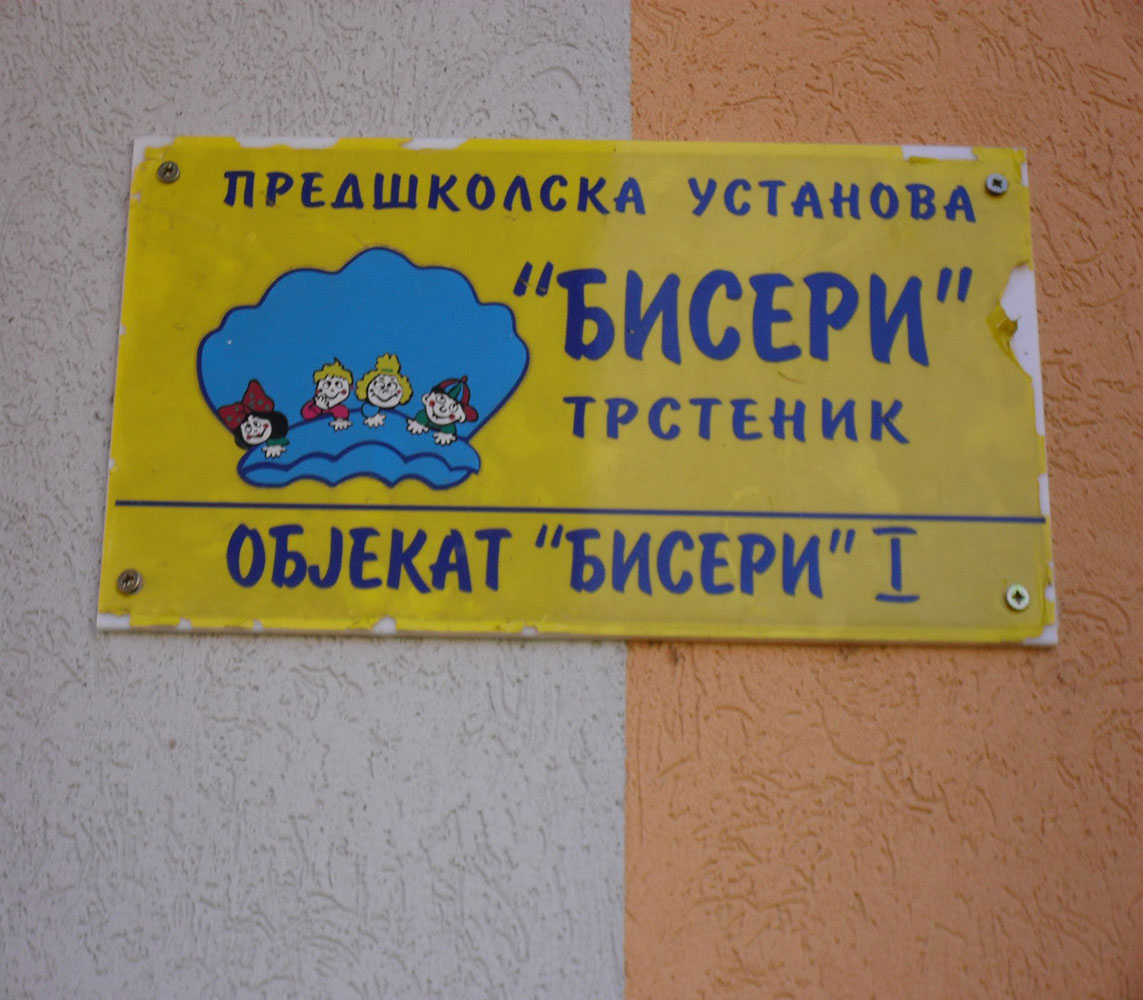 ПРЕДШКОЛСКА УСТАНОВА
"БИСЕРИ"
ТРСТЕНИК
ОБЈЕКАТ "БИСЕРИ" I